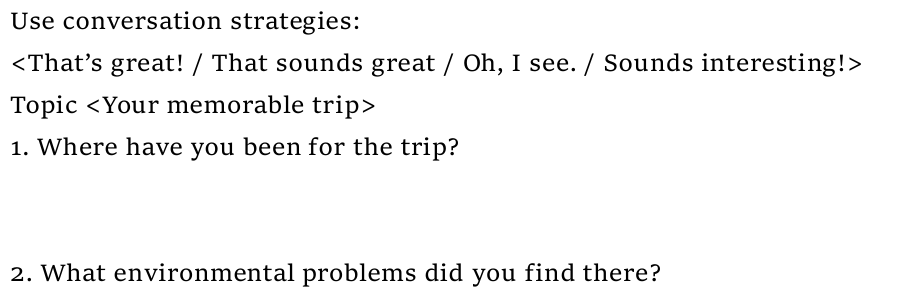 Use conversation strategies:
<That’s great! / That sounds great / Oh, I see. / Sounds interesting!>
Topic <Your memorable trip>
1. Where have you been for the trip?
2. What environmental problems did you find there?